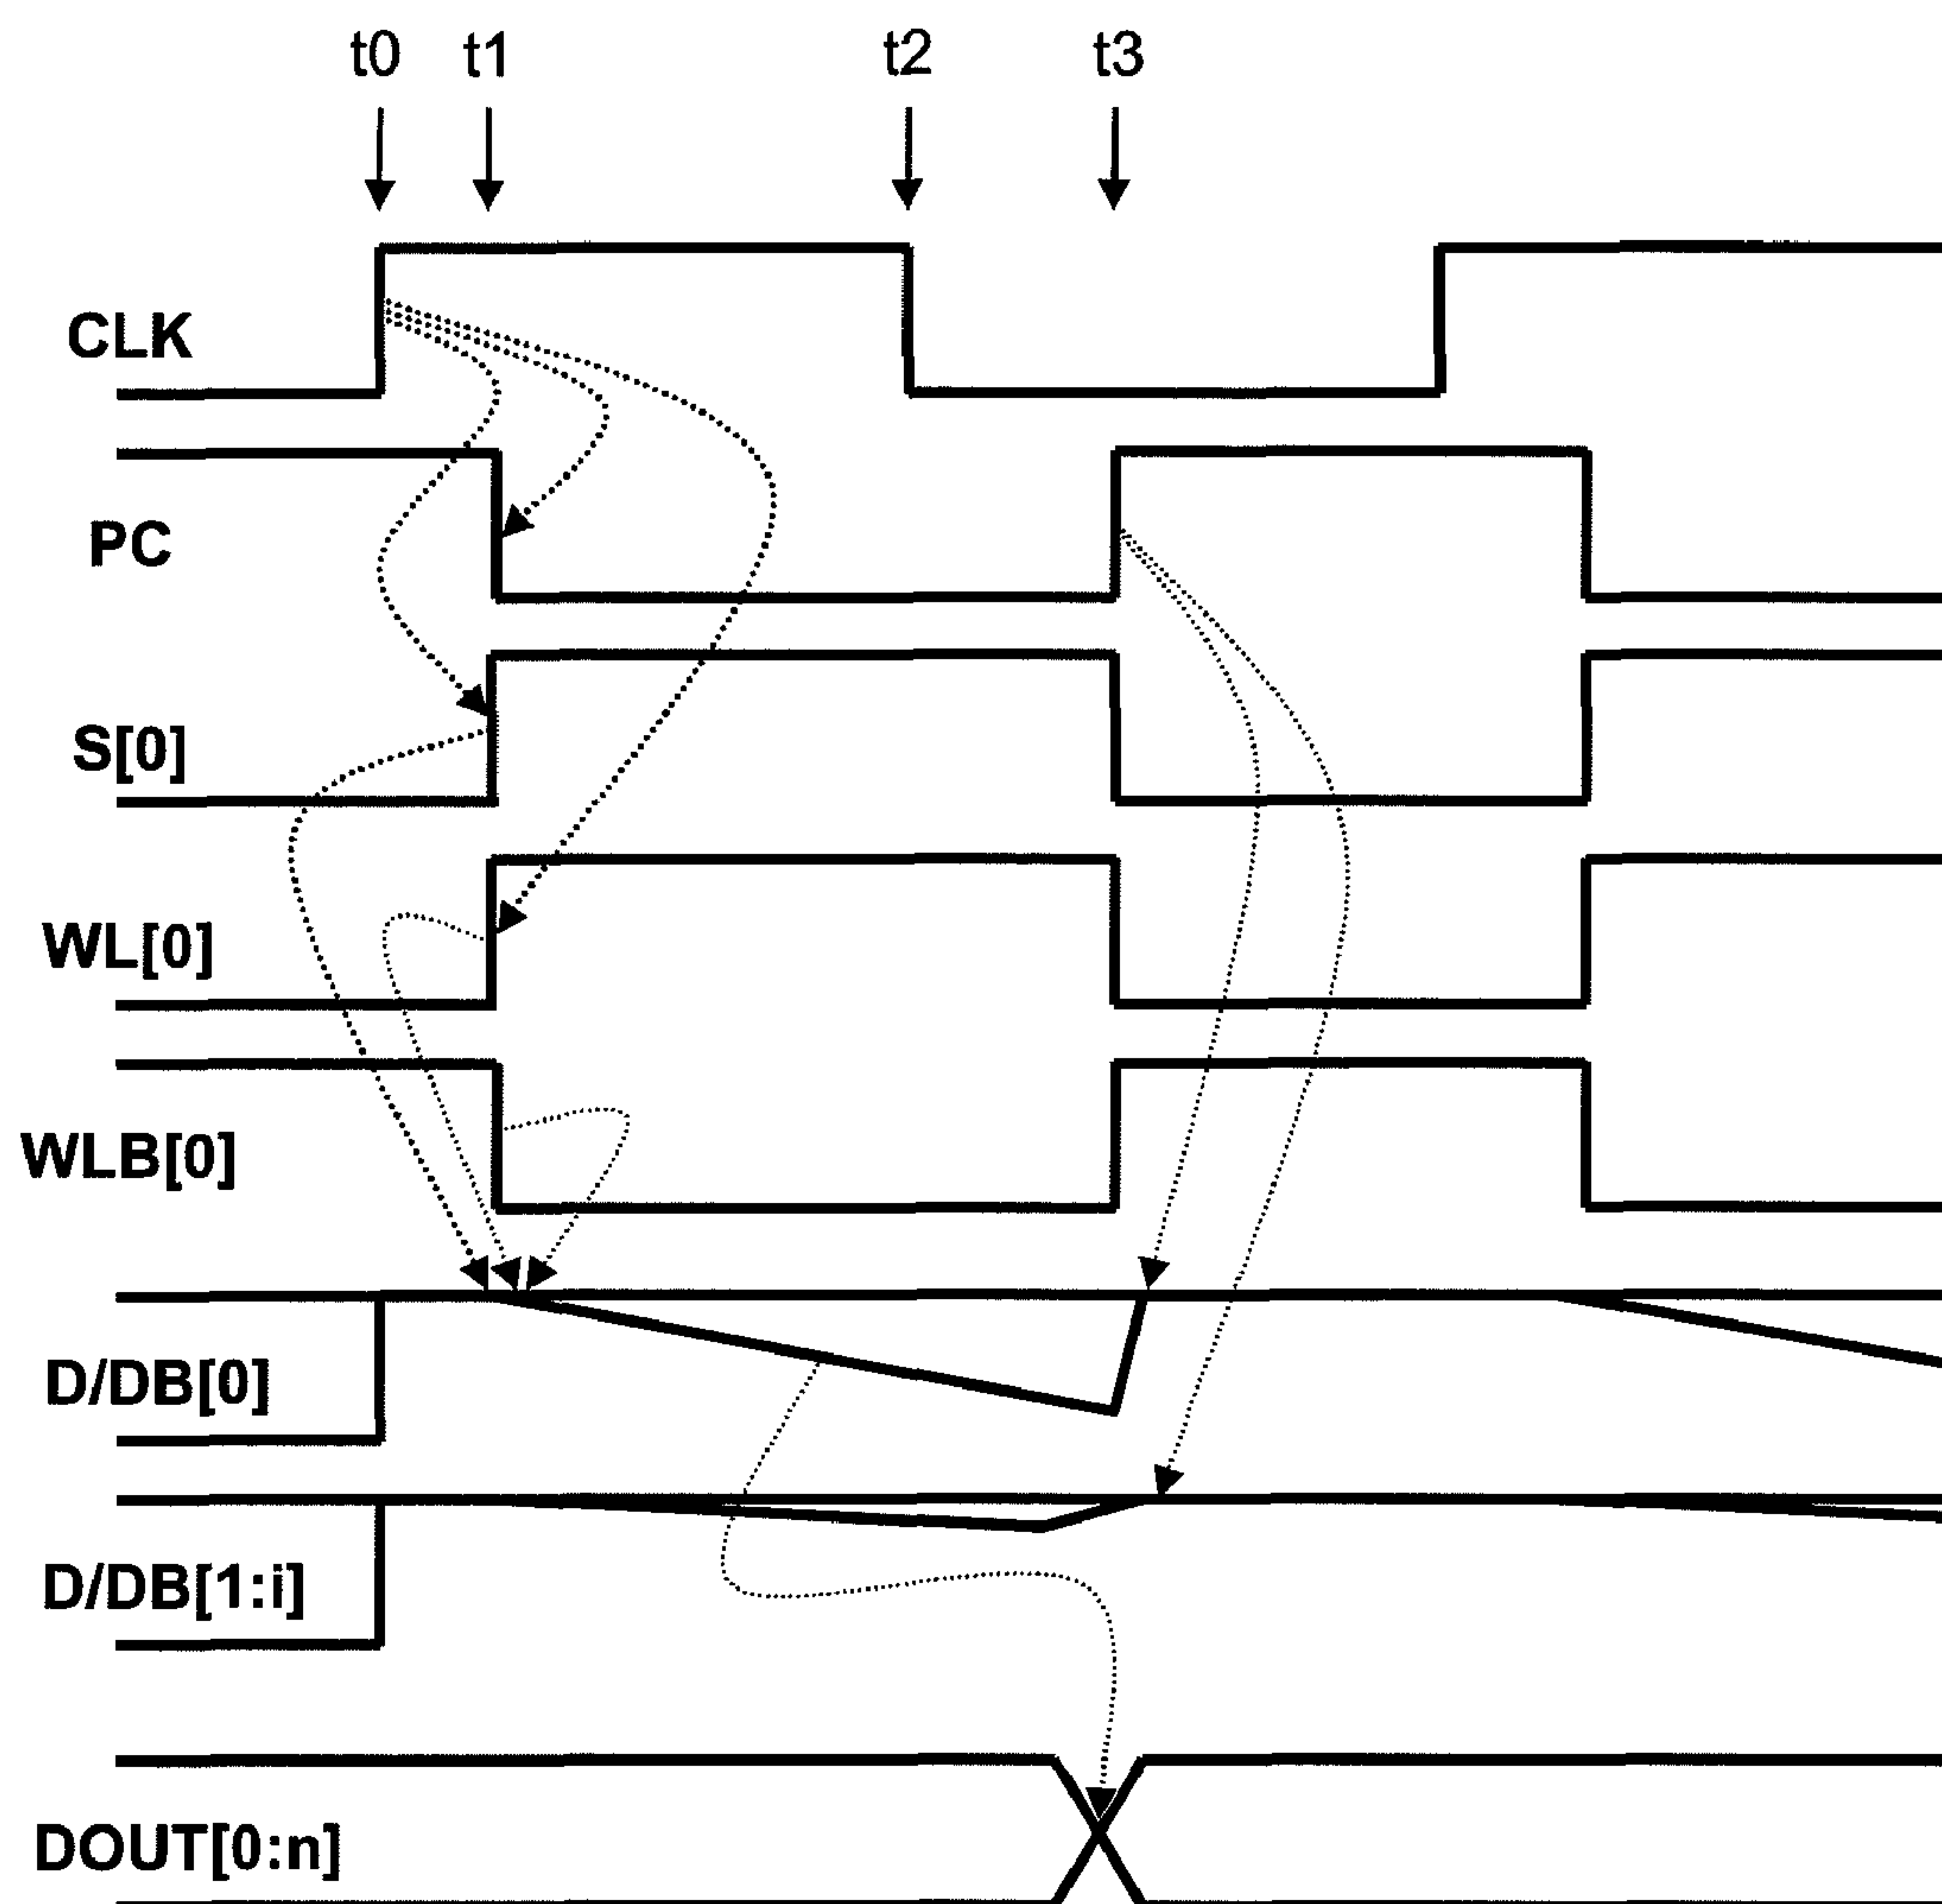 t0 t1 t2 t3
CLK
PC
S[0]
WL[0]
WLB[0]
D/DB[0]
D/DB[1:i]
DOUT[0:n]